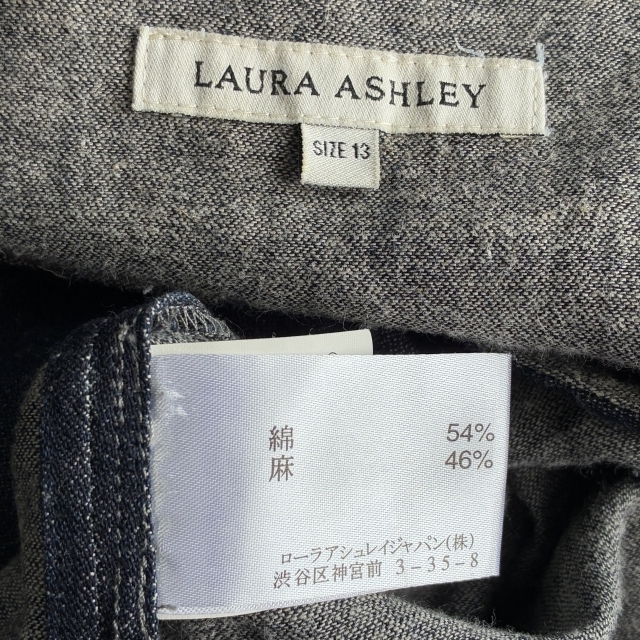 LAURA ASHLEY
SIZE 13
綿 54%
麻 46%
ローラアシュレイジャパン(株)
渋谷区神宮前 3-35-8